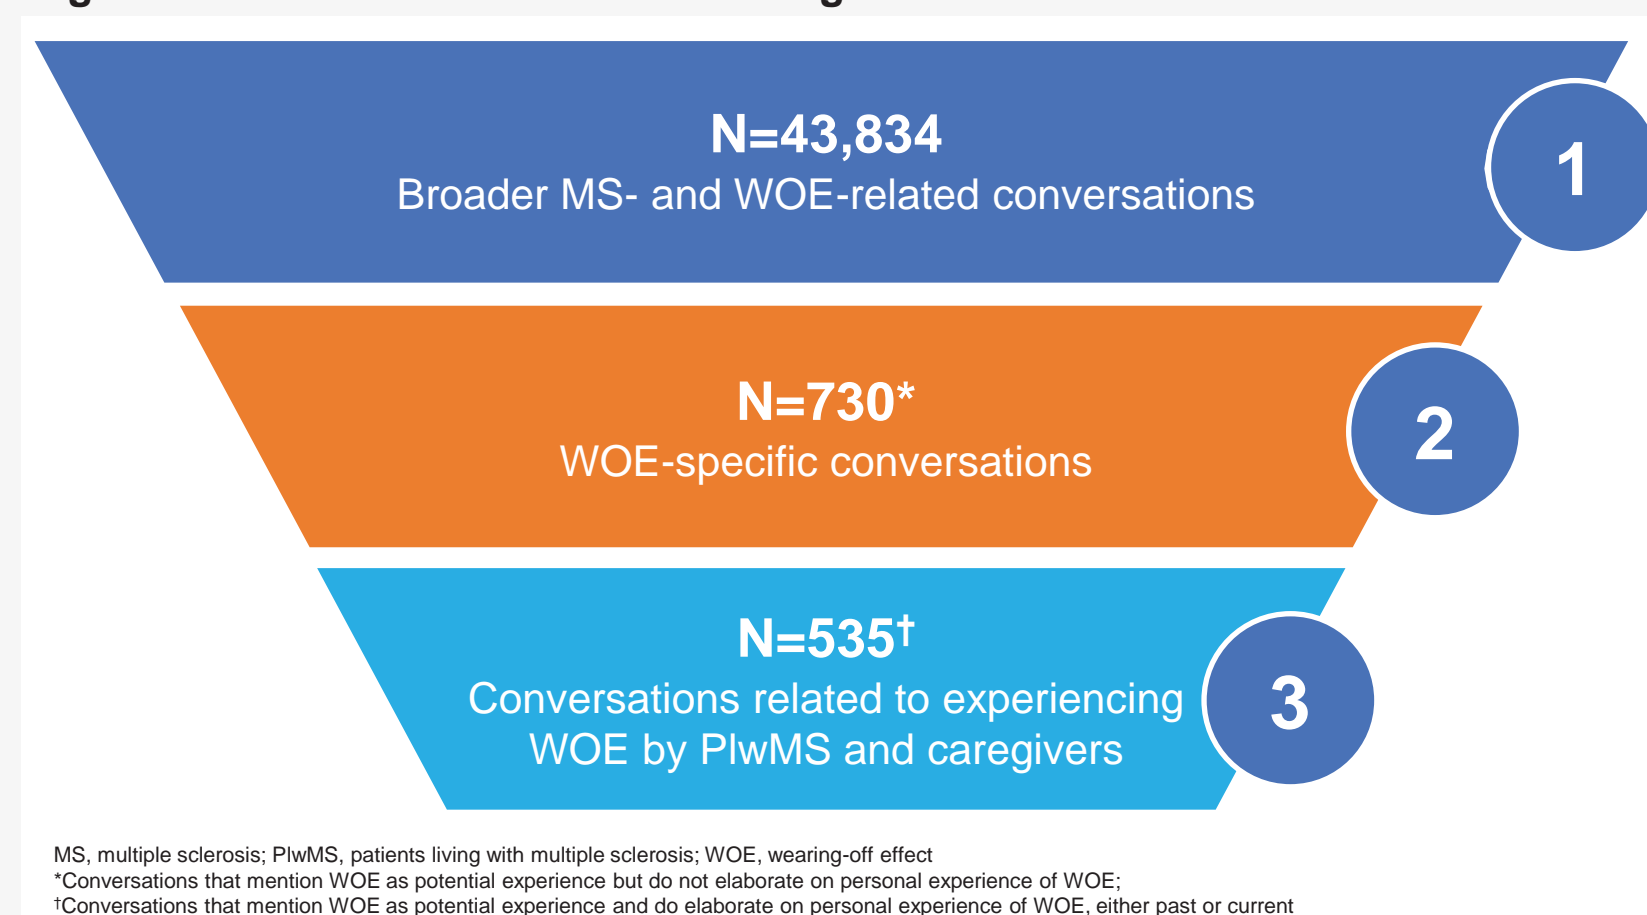 N=43,834
Broader MS- and WOE-related conversations
1
N=730*
WOE-specific conversations
2
N=535†
Conversations related to experiencing
WOE by PlwMS and caregivers
3
MS, multiple sclerosis; PlwMS, patients living with multiple sclerosis; WOE, wearing-off effect
*Conversations that mention WOE as potential experience but do not elaborate on personal experience of WOE;
†Conversations that mention WOE as potential experience and do elaborate on personal experience of WOE, either past or current